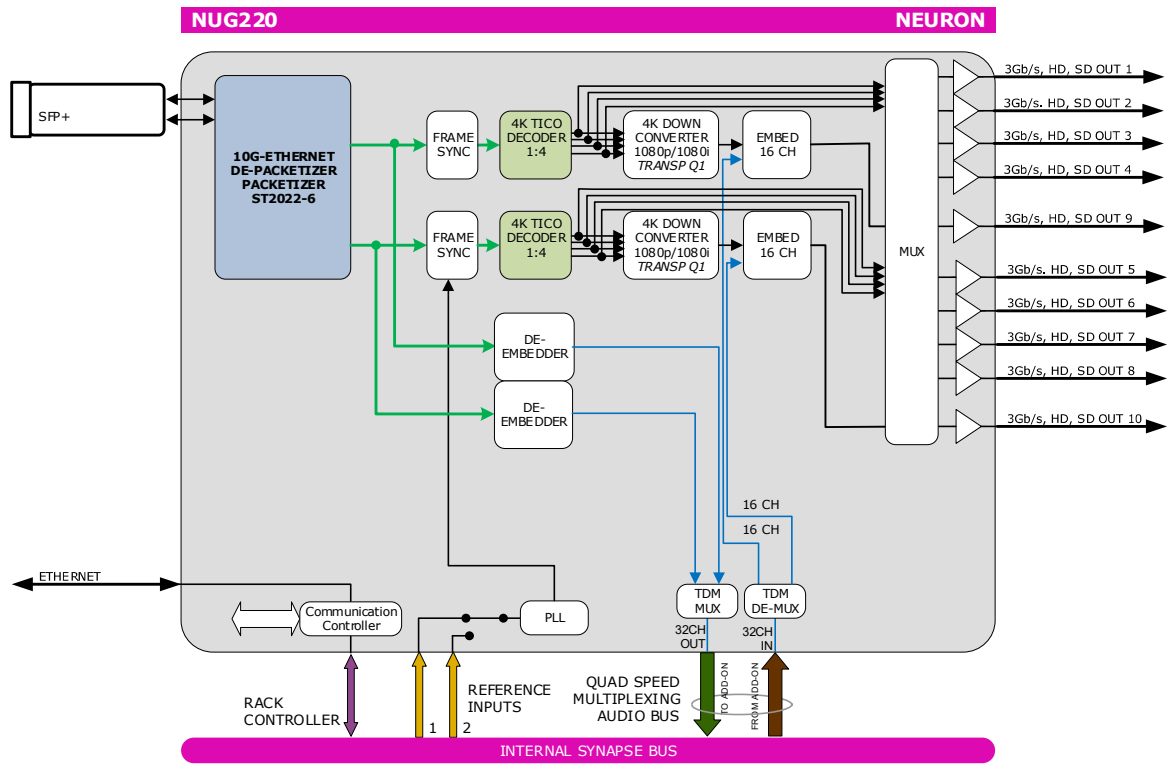 NUG220
NEURON
SFP+
10G-ETHERNET
DE-PACKETIZER
PACKETIZER
ST2022-6
FRAME
SYNC
4K TICO
DECODER
1:4
4K DOWN
CONVERTER
1080p/1080i
TRANSP Q1
EMBED
16 CH
FRAME
SYNC
4K TICO
DECODER
1:4
4K DOWN
CONVERTER
1080p/1080i
TRANSP Q1
EMBED
16 CH
MUX
3Gb/s, HD, SD OUT 1
3Gb/s. HD, SD OUT 2
3Gb/s, HD, SD OUT 3
3Gb/s, HD, SD OUT 4
3Gb/s, HD, SD OUT 9
3Gb/s. HD, SD OUT 5
3Gb/s, HD, SD OUT 6
3Gb/s, HD, SD OUT 7
3Gb/s, HD, SD OUT 8
3Gb/s, HD, SD OUT 10
DE-
EMBEDDER
DE-
EMBEDDER
16 CH
16 CH
ETHERNET
Communication
Controller
PLL
TDM
MUX
TDM
DE-MUX
32CH
OUT
32CH
IN
RACK
CONTROLLER
REFERENCE
INPUTS
1
2
QUAD SPEED
MULTIPLEXING
AUDIO BUS
TO ADD-ON
FROM ADD-ON
INTERNAL SYNAPSE BUS